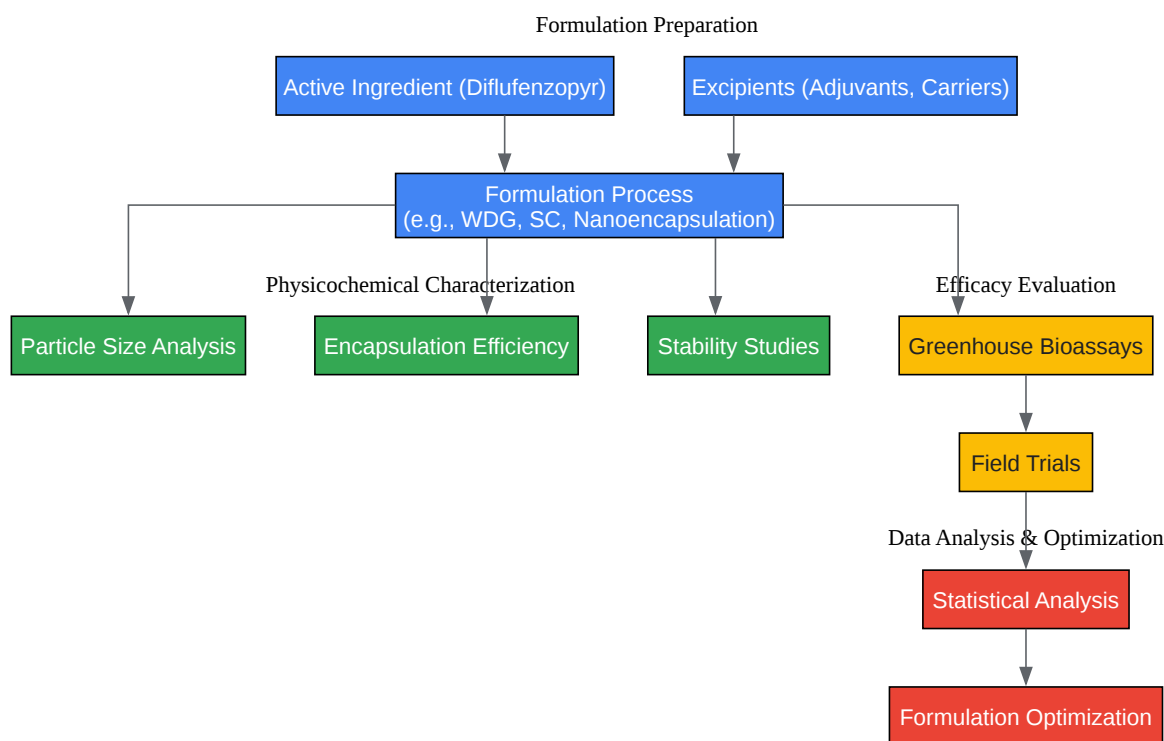 Formulation Preparation
Active Ingredient (Diflufenzopyr)
Excipients (Adjuvants, Carriers)
Formulation Process
(e.g., WDG, SC, Nanoencapsulation)
Physicochemical Characterization
Efficacy Evaluation
Particle Size Analysis
Encapsulation Efficiency
Stability Studies
Greenhouse Bioassays
Field Trials
Data Analysis & Optimization
Statistical Analysis
Formulation Optimization